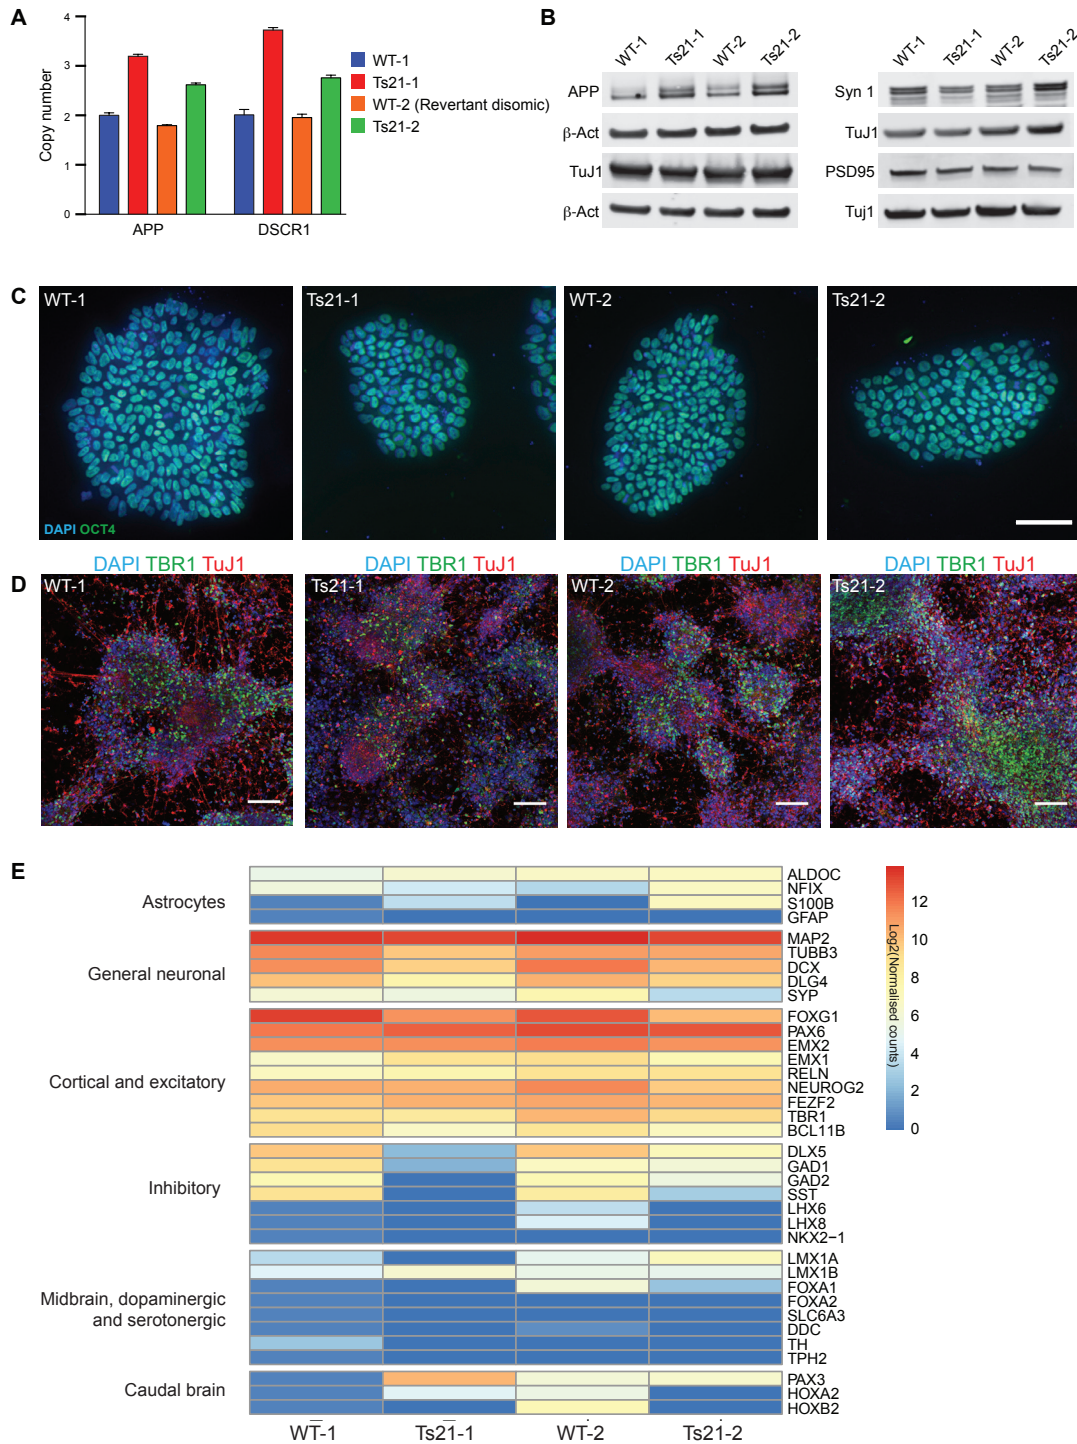 A
Copy number
4
3
2
1
0
APP
DSCR1
WT-1
Ts21-1
WT-2 (Revertant disomic)
Ts21-2
B
WT-1 Ts21-1 WT-2 Ts21-2
APP
β-Act
TuJ1
β-Act
WT-1 Ts21-1 WT-2 Ts21-2
Syn 1
TuJ1
PSD95
Tuj1
C
WT-1
DAPI OCT4
Ts21-1
WT-2
Ts21-2
D
DAPI TBR1 TuJ1
WT-1
DAPI TBR1 TuJ1
Ts21-1
DAPI TBR1 TuJ1
WT-2
DAPI TBR1 TuJ1
Ts21-2
E
Astrocytes
ALDOC
NFIX
S100B
GFAP
General neuronal
MAP2
TUBB3
DCX
DLG4
SYP
Cortical and excitatory
FOXG1
PAX6
EMX2
EMX1
RELN
NEUROG2
FEZF2
TBR1
BCL11B
Inhibitory
DLX5
GAD1
GAD2
SST
LHX6
LHX8
NKX2−1
Midbrain, dopaminergic
and serotonergic
LMX1A
LMX1B
FOXA1
FOXA2
SLC6A3
DDC
TH
TPH2
Caudal brain
PAX3
HOXA2
HOXB2
WT-1
Ts21-1
WT-2
Ts21-2
Log2(Normalised counts)
12
10
8
6
4
2
0